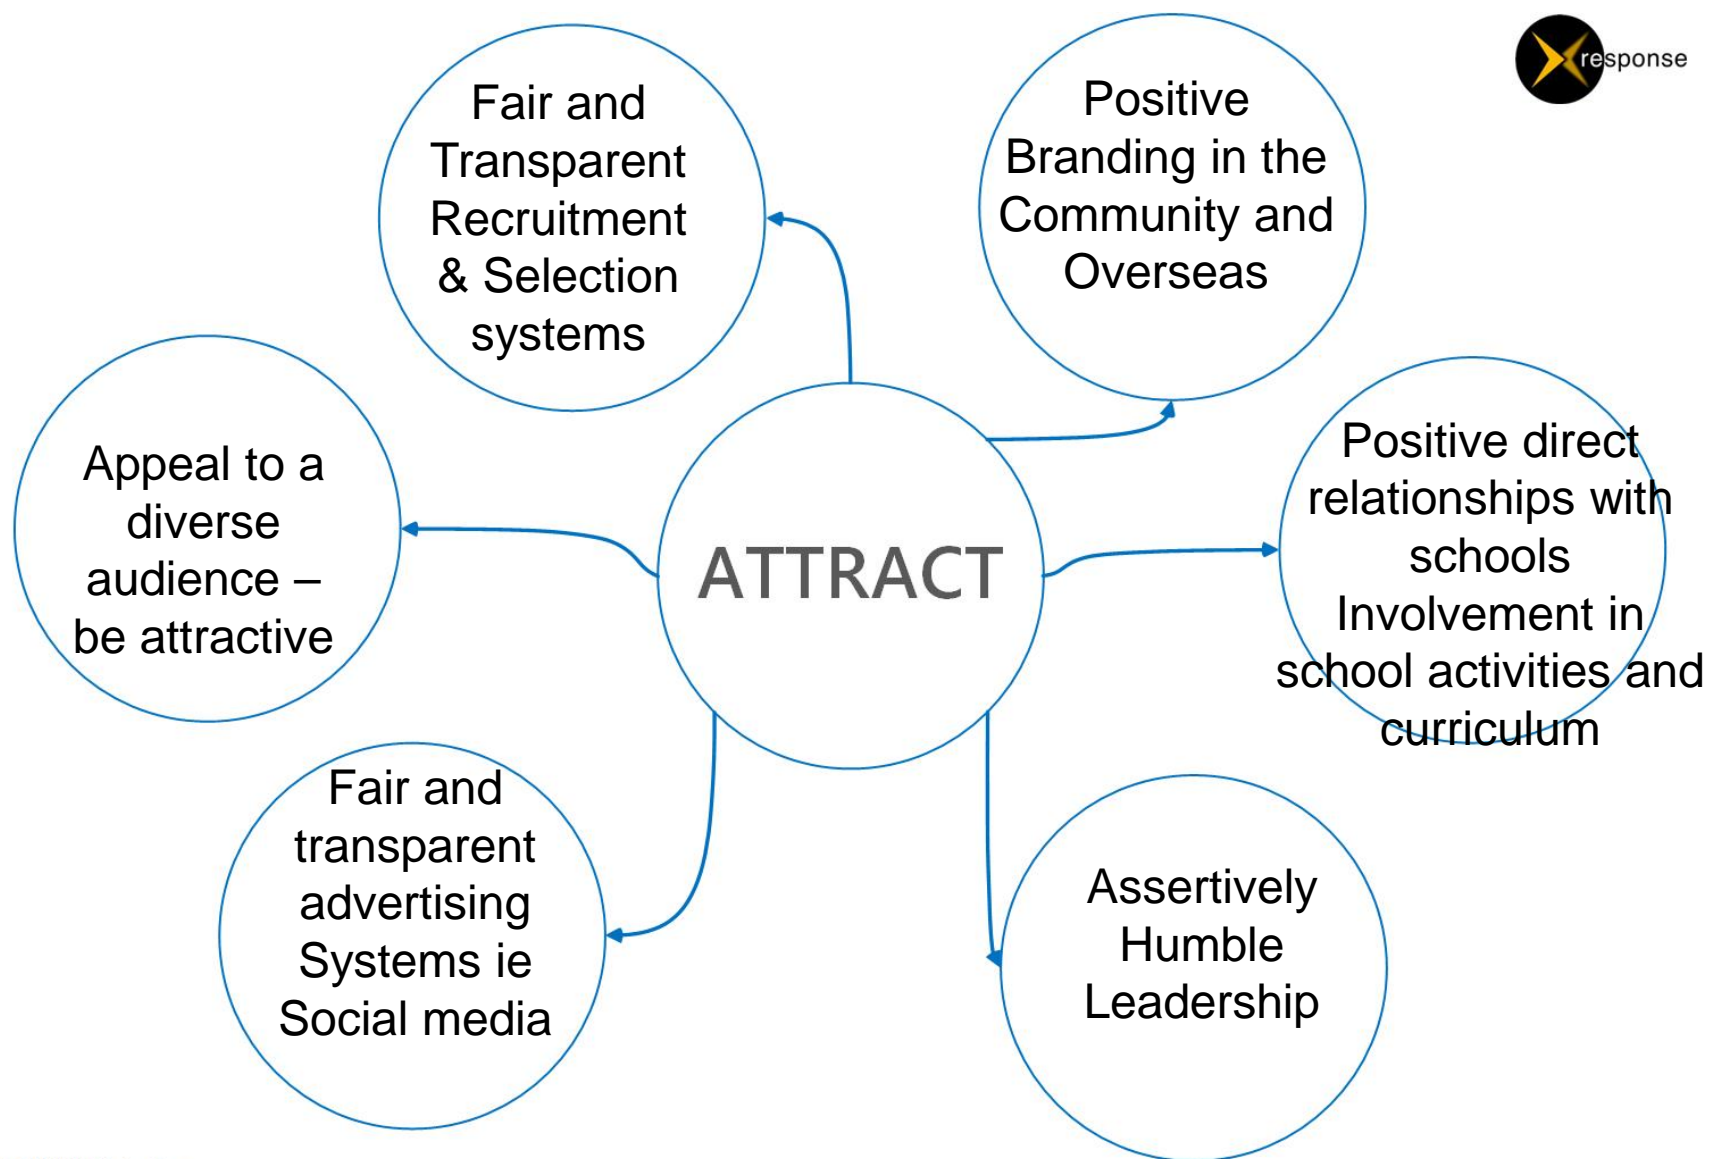 response
Fair and
Transparent
Recruitment
& Selection
systems
Positive
Branding in the
Community and
Overseas
Appeal to a
diverse
audience –
be attractive
ATTRACT
Positive direct
relationships with
schools
Involvement in
school activities and
curriculum
Fair and
transparent
advertising
Systems ie
Social media
Assertively
Humble
Leadership